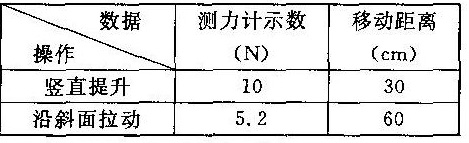 数据
操作
测力计示数
（N）
移动距离
（cm）
竖直提升 10 30
沿斜面拉动 5.2 60